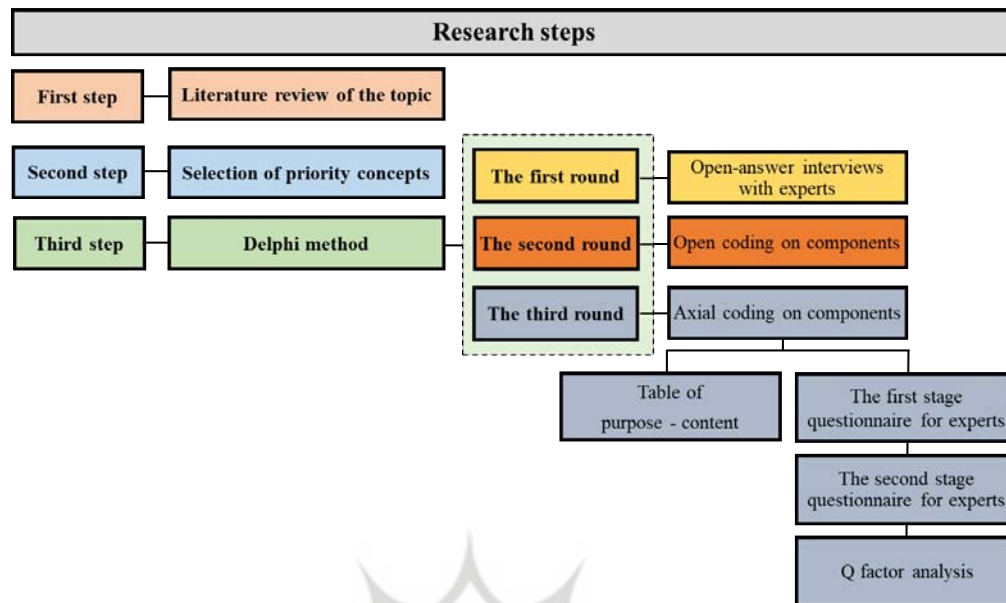 Research steps
First step
Literature review of the topic
Second step
Selection of priority concepts
The first round
Open-answer interviews
with experts
Third step
Delphi method
The second round
Open coding on components
The third round
Axial coding on components
Table of
purpose - content
The first stage
questionnaire for experts
The second stage
questionnaire for experts
Q factor analysis